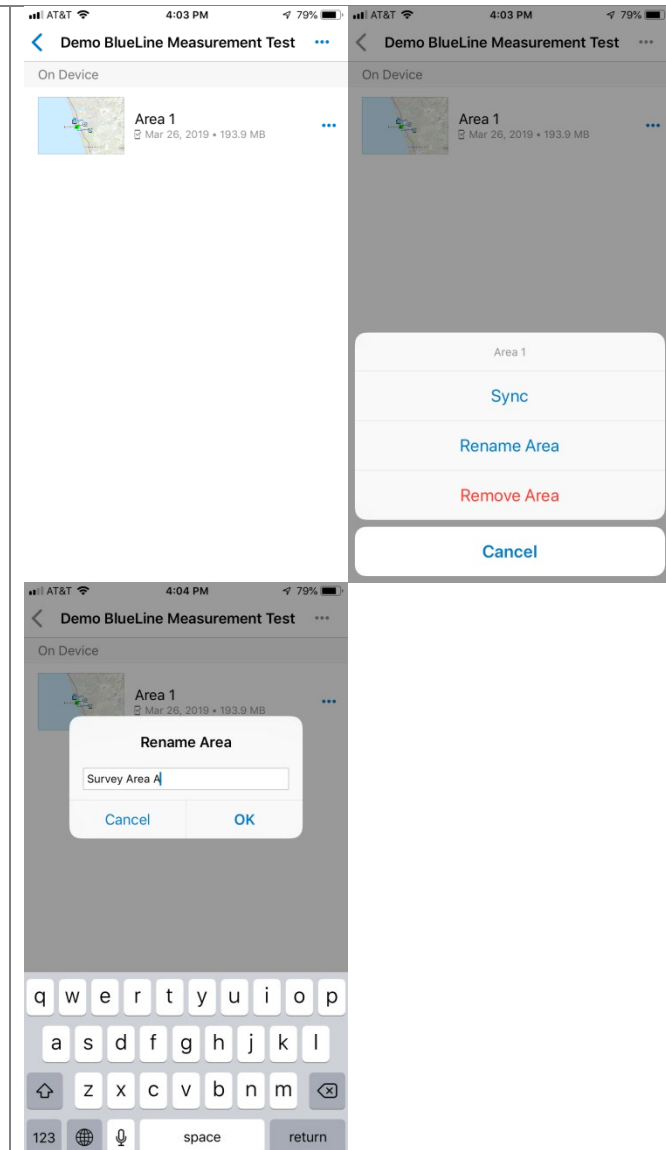 AT&T 4:03 PM 79%
Demo BlueLine Measurement Test ...
On Device
Area 1
Mar 26, 2019 • 193.9 MB ...
AT&T 4:03 PM 79%
Demo BlueLine Measurement Test ...
On Device
Area 1
Mar 26, 2019 • 193.9 MB ...
Area 1
Sync
Rename Area
Remove Area
Cancel
AT&T 4:04 PM 79%
Demo BlueLine Measurement Test ...
On Device
Area 1
Mar 26, 2019 • 193.9 MB ...
Rename Area
Survey Area A
Cancel OK
q w e r t y u i o p
a s d f g h j k l
z x c v b n m
123 space return